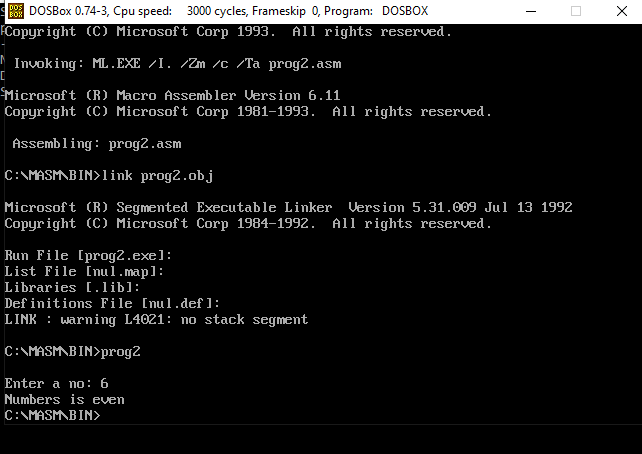 DOSBox 0.74-3, Cpu speed: 3000 cycles, Frameskip 0, Program: DOSBOX
Copyright (C) Microsoft Corp 1993. All rights reserved.
Invoking: ML.EXE /I. /Zm /c /Ta prog2.asm
Microsoft (R) Macro Assembler Version 6.11
Copyright (C) Microsoft Corp 1981-1993. All rights reserved.
Assembling: prog2.asm
C:\MASM\BIN>link prog2.obj
Microsoft (R) Segmented Executable Linker Version 5.31.009 Jul 13 1992
Copyright (C) Microsoft Corp 1984-1992. All rights reserved.
Run File [prog2.exe]:
List File [nul.map]:
Libraries [.lib]:
Definitions File [nul.def]:
LINK : warning L4021: no stack segment
C:\MASM\BIN>prog2
Enter a no: 6
Numbers is even
C:\MASM\BIN>